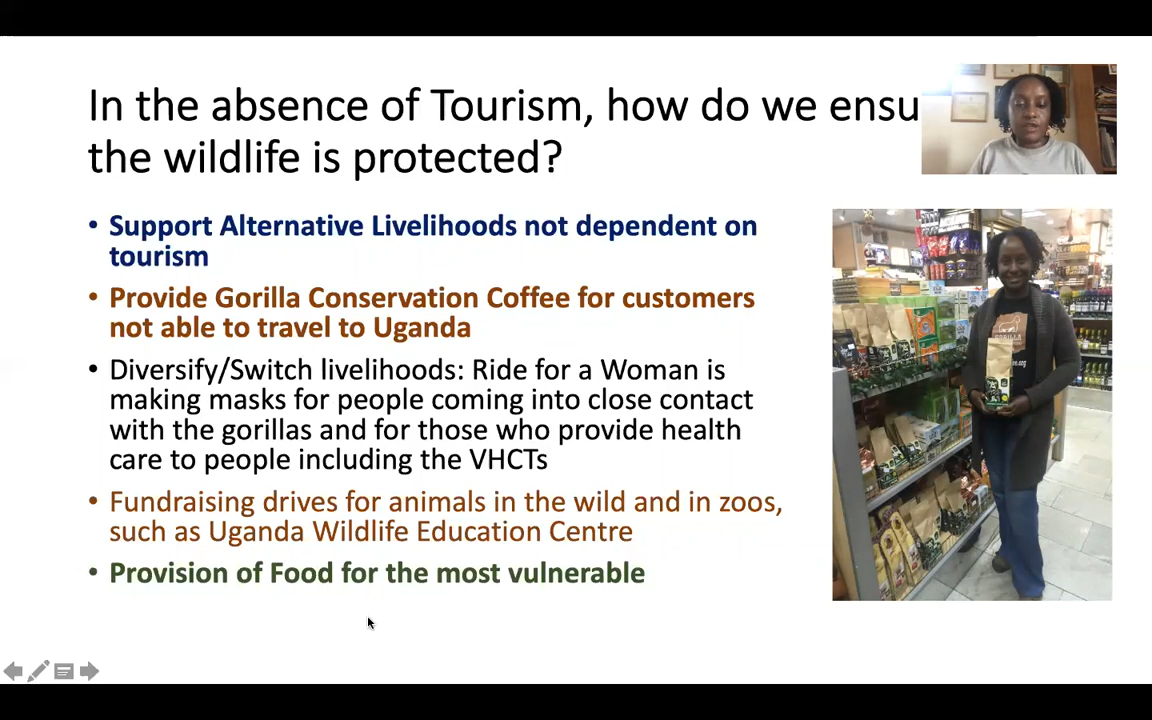 In the absence of Tourism, how do we ensu
the wildlife is protected?
• Support Alternative Livelihoods not dependent on
tourism
• Provide Gorilla Conservation Coffee for customers
not able to travel to Uganda
• Diversify/Switch livelihoods: Ride for a Woman is
making masks for people coming into close contact
with the gorillas and for those who provide health
care to people including the VHCTs
• Fundraising drives for animals in the wild and in zoos,
such as Uganda Wildlife Education Centre
• Provision of Food for the most vulnerable